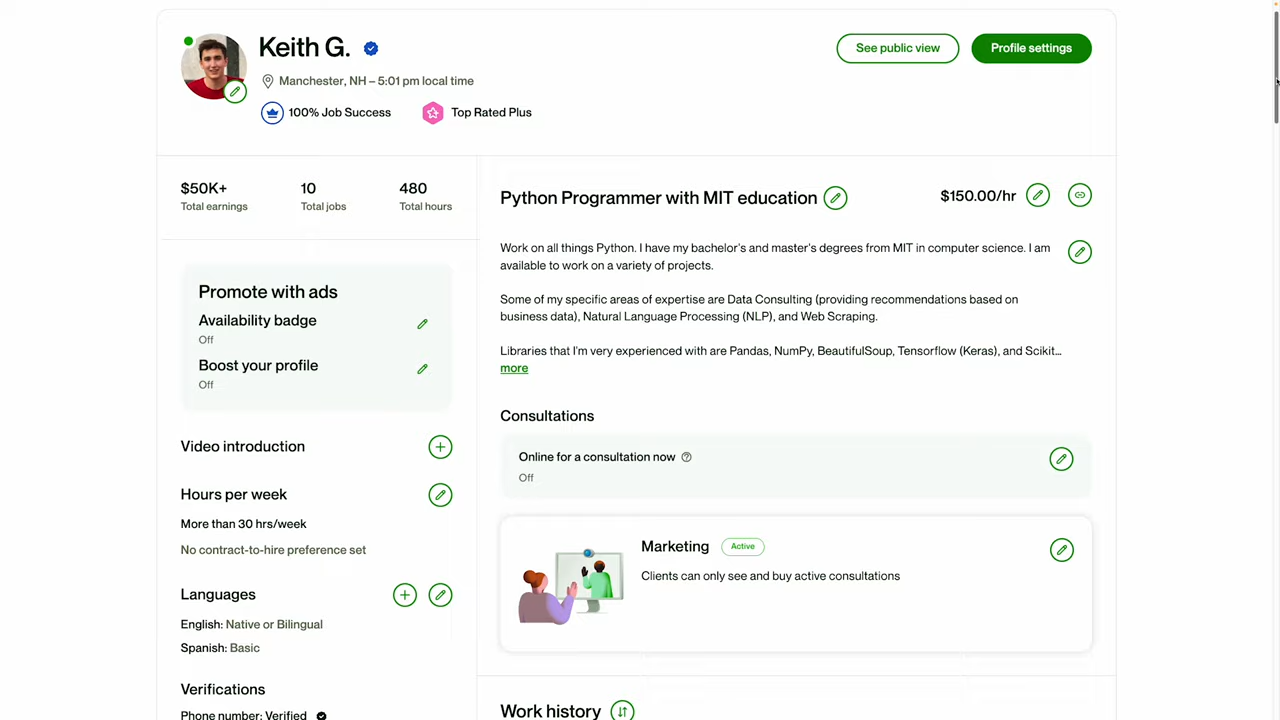 Keith G.
Manchester, NH – 5:01 pm local time
100% Job Success
Top Rated Plus
See public view
Profile settings
$50K+
Total earnings
10
Total jobs
480
Total hours
Promote with ads
Availability badge
Off
Boost your profile
Off
Video introduction
Hours per week
More than 30 hrs/week
No contract-to-hire preference set
Languages
English: Native or Bilingual
Spanish: Basic
Verifications
Phone number: Verified
Python Programmer with MIT education
$150.00/hr
Work on all things Python. I have my bachelor's and master's degrees from MIT in computer science. I am
available to work on a variety of projects.
Some of my specific areas of expertise are Data Consulting (providing recommendations based on
business data), Natural Language Processing (NLP), and Web Scraping.
Libraries that I'm very experienced with are Pandas, NumPy, BeautifulSoup, Tensorflow (Keras), and Scikit...
more
Consultations
Online for a consultation now
Off
Marketing
Active
Clients can only see and buy active consultations
Work history